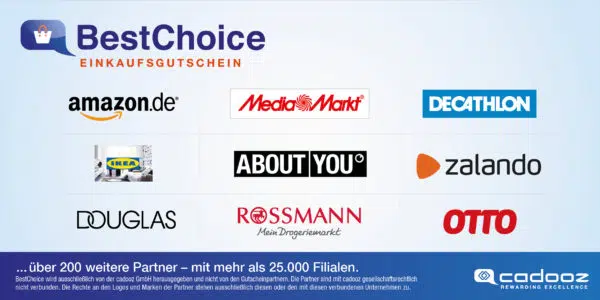 BestChoice
EINKAUFSGUTSCHEIN
amazon.de®
Media Markt®
DECATHLON
IKEA
ABOUT YOU°
zalando
DOUGLAS
ROSSMANN
Mein Drogeriemarkt
OTTO
... über 200 weitere Partner – mit mehr als 25.000 Filialen.
BestChoice wird ausschließlich von der cadooz GmbH herausgegeben und nicht von den Gutscheinpartnern. Die Partner sind mit cadooz gesellschaftsrechtlich
nicht verbunden. Die Rechte an den Logos und Marken der Partner stehen ausschließlich diesen oder den mit diesen verbundenen Unternehmen zu.
cadooz
REWARDING EXCELLENCE